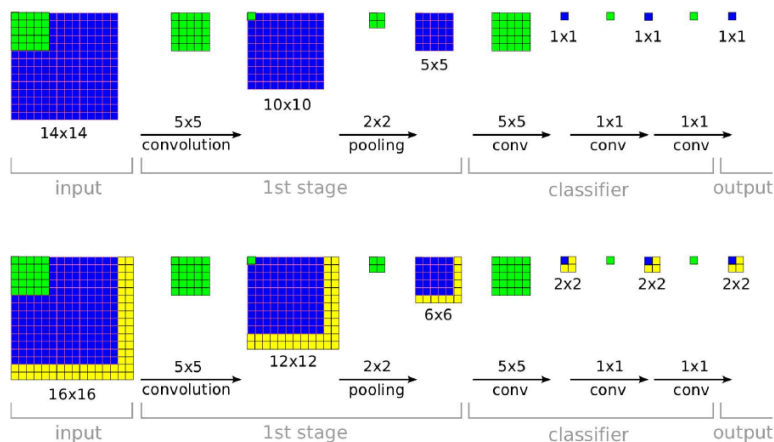 1x1 1x1 1x1
5x5
10x10
14x14
5x5 2x2 5x5 1x1 1x1
convolution pooling conv conv conv
input 1st stage classifier output
2x2 2x2 2x2
6x6
12x12
16x16
5x5 2x2 5x5 1x1 1x1
convolution pooling conv conv conv
input 1st stage classifier output